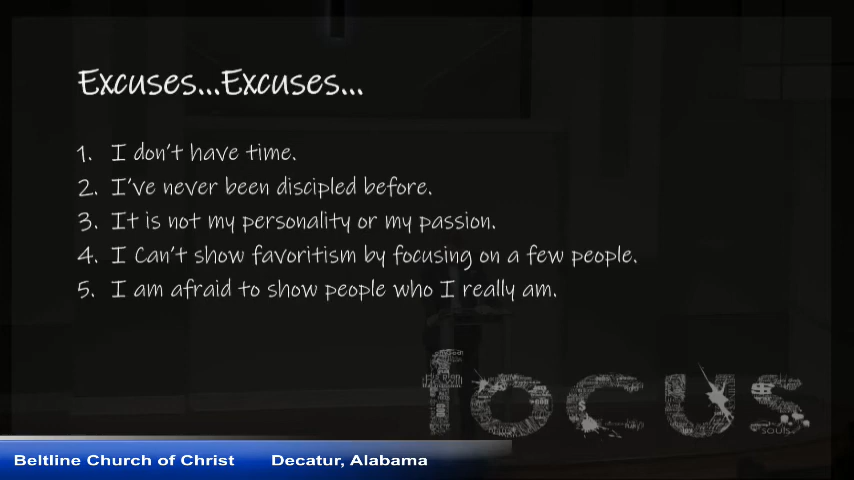 Excuses...Excuses...
1. I don't have time.
2. I've never been discipled before.
3. It is not my personality or my passion.
4. I Can't show favoritism by focusing on a few people.
5. I am afraid to show people who I really am.
focus
souls
Beltline Church of Christ Decatur, Alabama